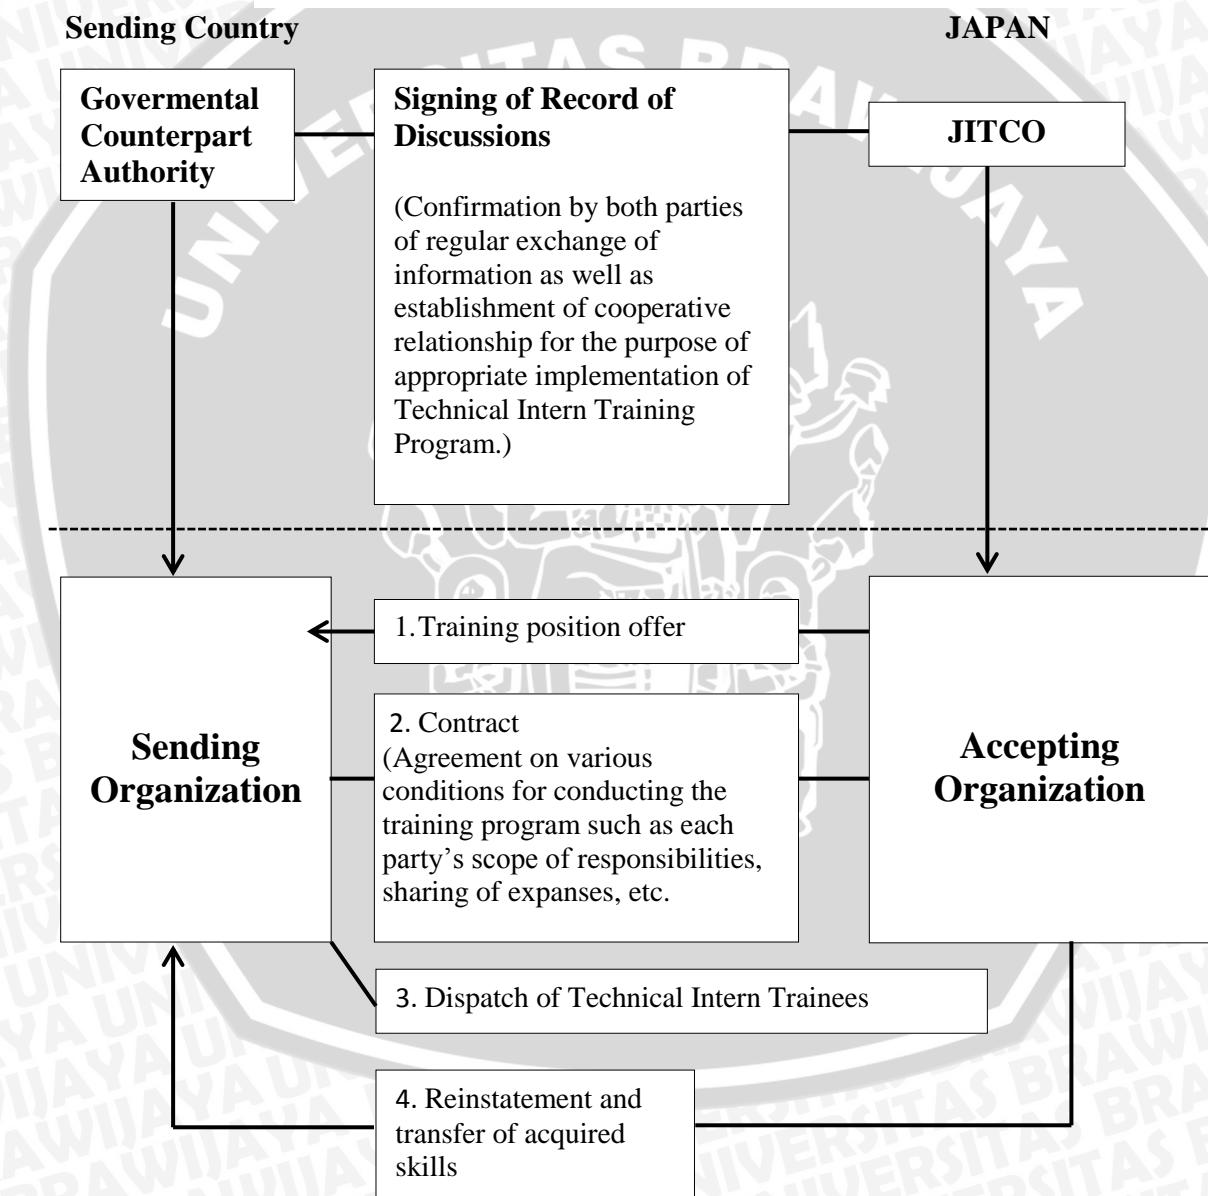 Sending Country
JAPAN
Govermental
Counterpart
Authority
Signing of Record of
Discussions
(Confirmation by both parties
of regular exchange of
information as well as
establishment of cooperative
relationship for the purpose of
appropriate implementation of
Technical Intern Training
Program.)
JITCO
1. Training position offer
Sending
Organization
2. Contract
(Agreement on various
conditions for conducting the
training program such as each
party’s scope of responsibilities,
sharing of expanses, etc.
Accepting
Organization
3. Dispatch of Technical Intern Trainees
4. Reinstatement and
transfer of acquired
skills
UNIVERSITAS BRAWIJAYA